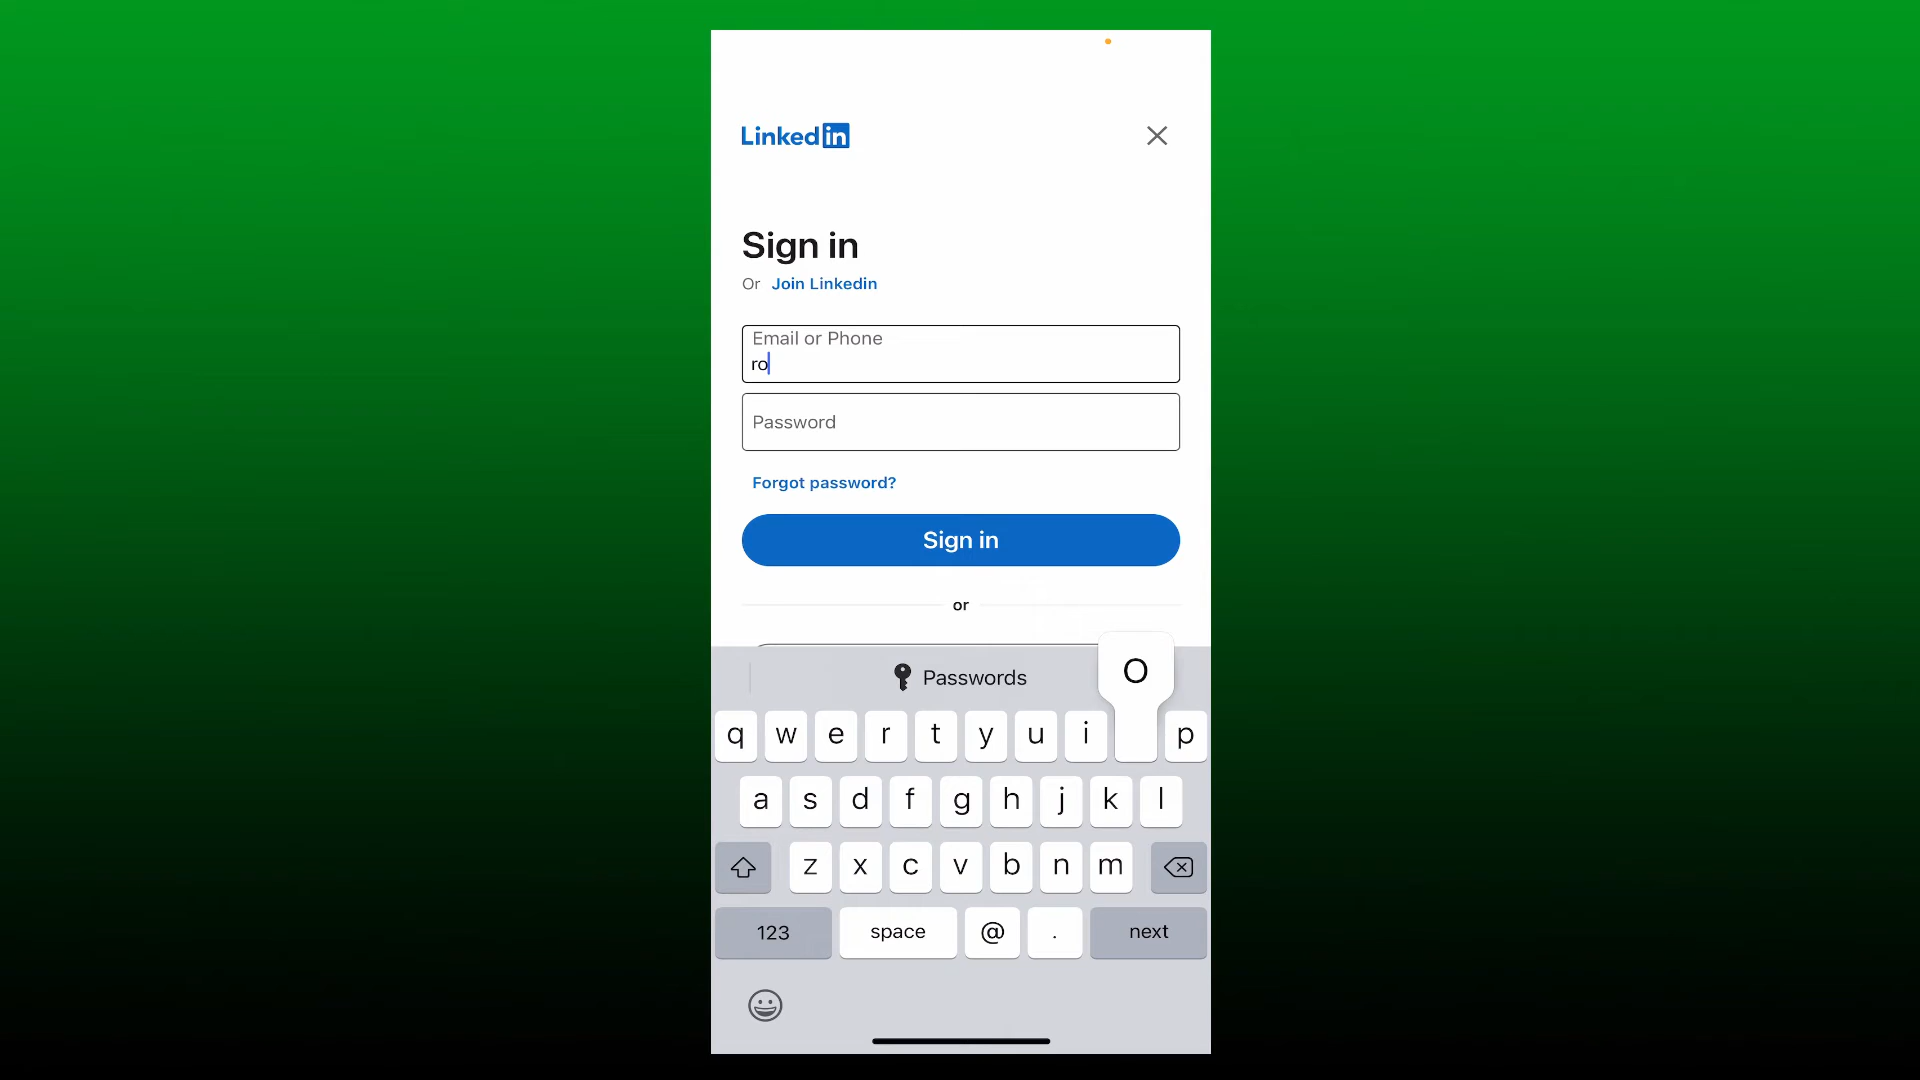 Linkedin
Sign in
Or Join Linkedin
Email or Phone
ro
Password
Forgot password?
Sign in
or
Passwords
O
q w e r t y u i p
a s d f g h j k l
z x c v b n m
123 space @ . next